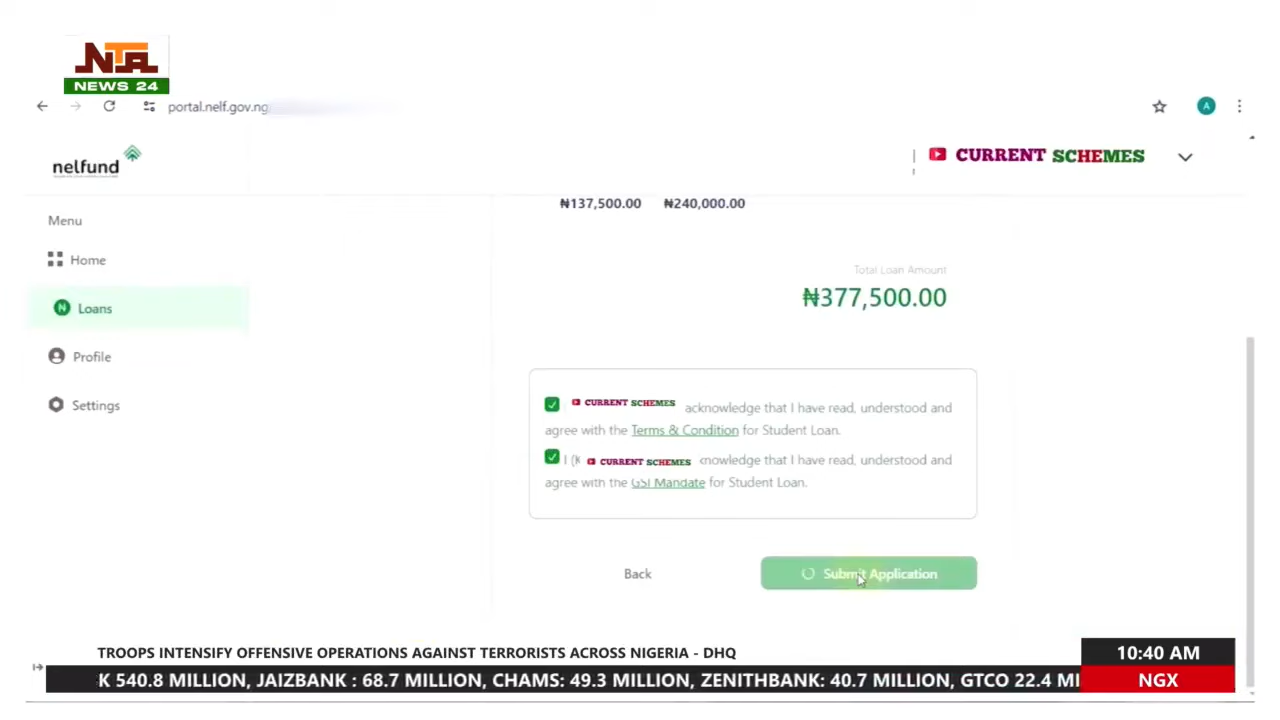 NTA
NEWS 24
portal.nelf.gov.ng
A
nelfund
CURRENT SCHEMES
Menu
₦137,500.00 ₦240,000.00
Home
Total Loan Amount
₦377,500.00
Loans
Profile
Settings
CURRENT SCHEMES acknowledge that I have read, understood and
agree with the Terms & Condition for Student Loan.
I (K CURRENT SCHEMES knowledge that I have read, understood and
agree with the GSI Mandate for Student Loan.
Back
Submit Application
TROOPS INTENSIFY OFFENSIVE OPERATIONS AGAINST TERRORISTS ACROSS NIGERIA - DHQ
10:40 AM
K 540.8 MILLION, JAIZBANK : 68.7 MILLION, CHAMS: 49.3 MILLION, ZENITHBANK: 40.7 MILLION, GTCO 22.4 MI
NGX